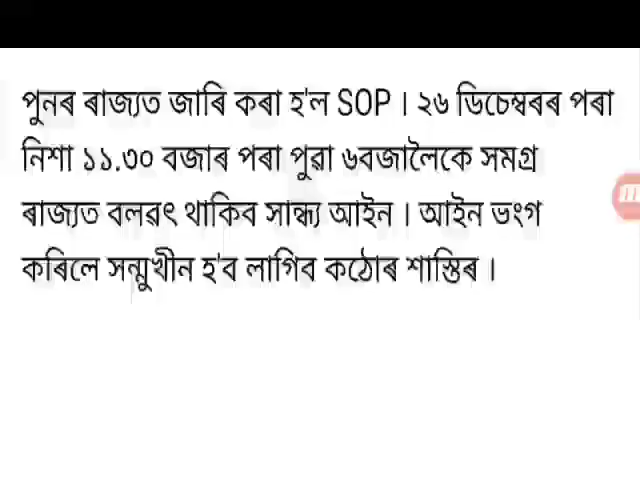 পুনৰ ৰাজ্যত জাৰি কৰা হ'ল SOP । ২৬ ডিচেম্বৰৰ পৰা
নিশা ১১.৩০ বজাৰ পৰা পুৱা ৬বজালৈকে সমগ্ৰ
ৰাজ্যত বলৱৎ থাকিব সান্ধ্য আইন । আইন ভংগ
কৰিলে সন্মুখীন হ'ব লাগিব কঠোৰ শাস্তিৰ ।